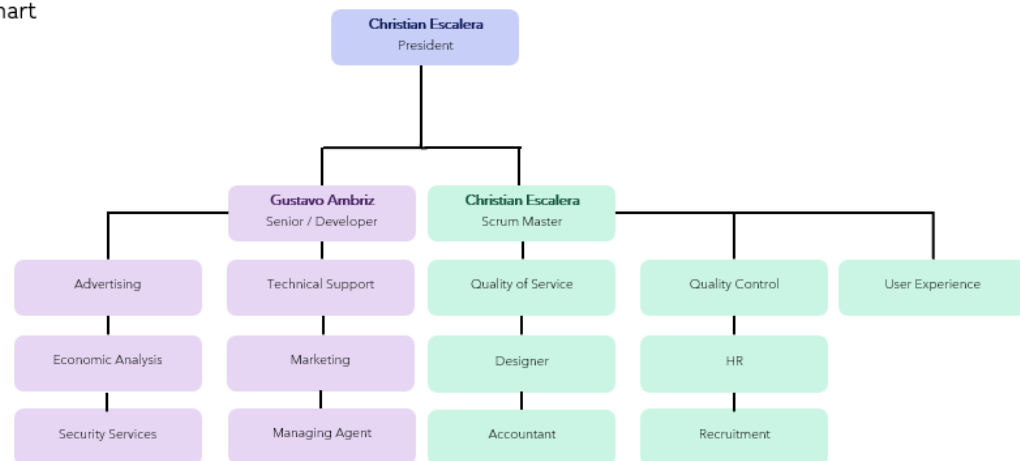 Christian Escalera
President
Gustavo Ambriz
Senior / Developer
Christian Escalera
Scrum Master
Advertising
Technical Support
Quality of Service
Quality Control
User Experience
Economic Analysis
Marketing
Designer
HR
Security Services
Managing Agent
Accountant
Recruitment